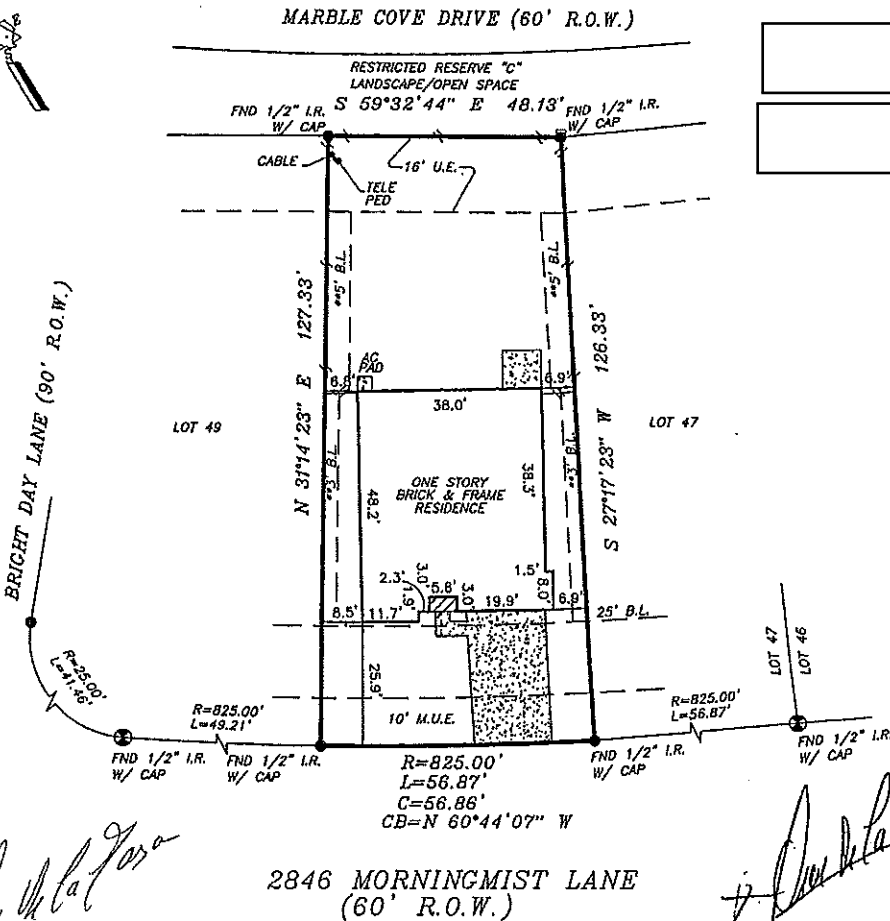 MARBLE COVE DRIVE (60' R.O.W.)
RESTRICTED RESERVE "C"
LANDSCAPE/OPEN SPACE
S 59°32'44" E 48.13'
FND 1/2" I.R.
W/ CAP
FND 1/2" I.R.
W/ CAP
CABLE
16' U.E.
TELE
PED
**5' B.L.
**5' B.L.
N 31°14'23" E 127.33'
S 27°17'23" W 126.33'
BRIGHT DAY LANE (90' R.O.W.)
AC
PAD
6.8'
6.9'
38.0'
LOT 49
LOT 47
**3' B.L.
**3' B.L.
ONE STORY
BRICK & FRAME
RESIDENCE
48.2'
38.3'
2.3'
3.0'
5.6'
3.0'
1.9'
1.5'
8.0'
8.5'
11.7'
19.9'
6.9'
25' B.L.
25.9'
10' M.U.E.
R=25.00'
L=41.46'
R=825.00'
L=49.21'
R=825.00'
L=56.87'
LOT 47
LOT 46
FND 1/2" I.R.
W/ CAP
FND 1/2" I.R.
W/ CAP
FND 1/2" I.R.
W/ CAP
FND 1/2" I.R.
W/ CAP
R=825.00'
L=56.87'
C=56.86'
CB=N 60°44'07" W
2846 MORNINGMIST LANE
(60' R.O.W.)